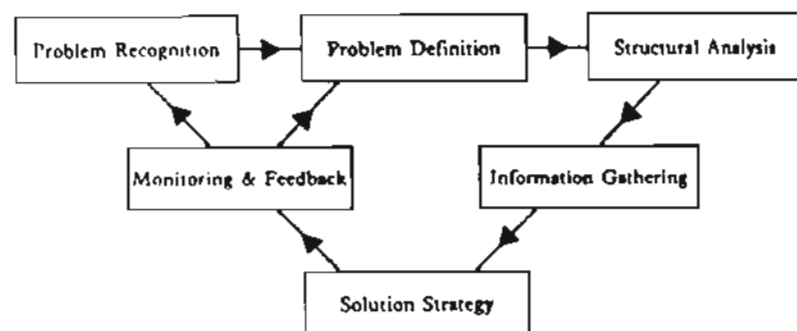 Problem Recognition
Problem Definition
Structural Analysis
Monitoring & Feedback
Information Gathering
Solution Strategy